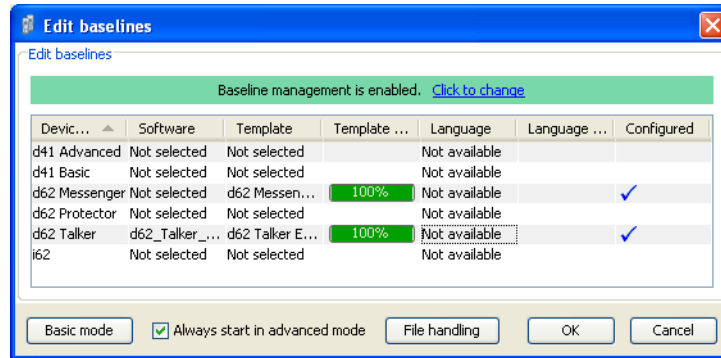 Edit baselines
Edit baselines
Baseline management is enabled. Click to change
Devic... Software Template Template ... Language Language ... Configured
d41 Advanced Not selected Not selected Not available
d41 Basic Not selected Not selected Not available
d62 Messenger Not selected d62 Messen... 100% Not available
d62 Protector Not selected Not selected Not available
d62 Talker d62_Talker_... d62 Talker E... 100% Not available
i62 Not selected Not selected Not available
Basic mode Always start in advanced mode File handling OK Cancel